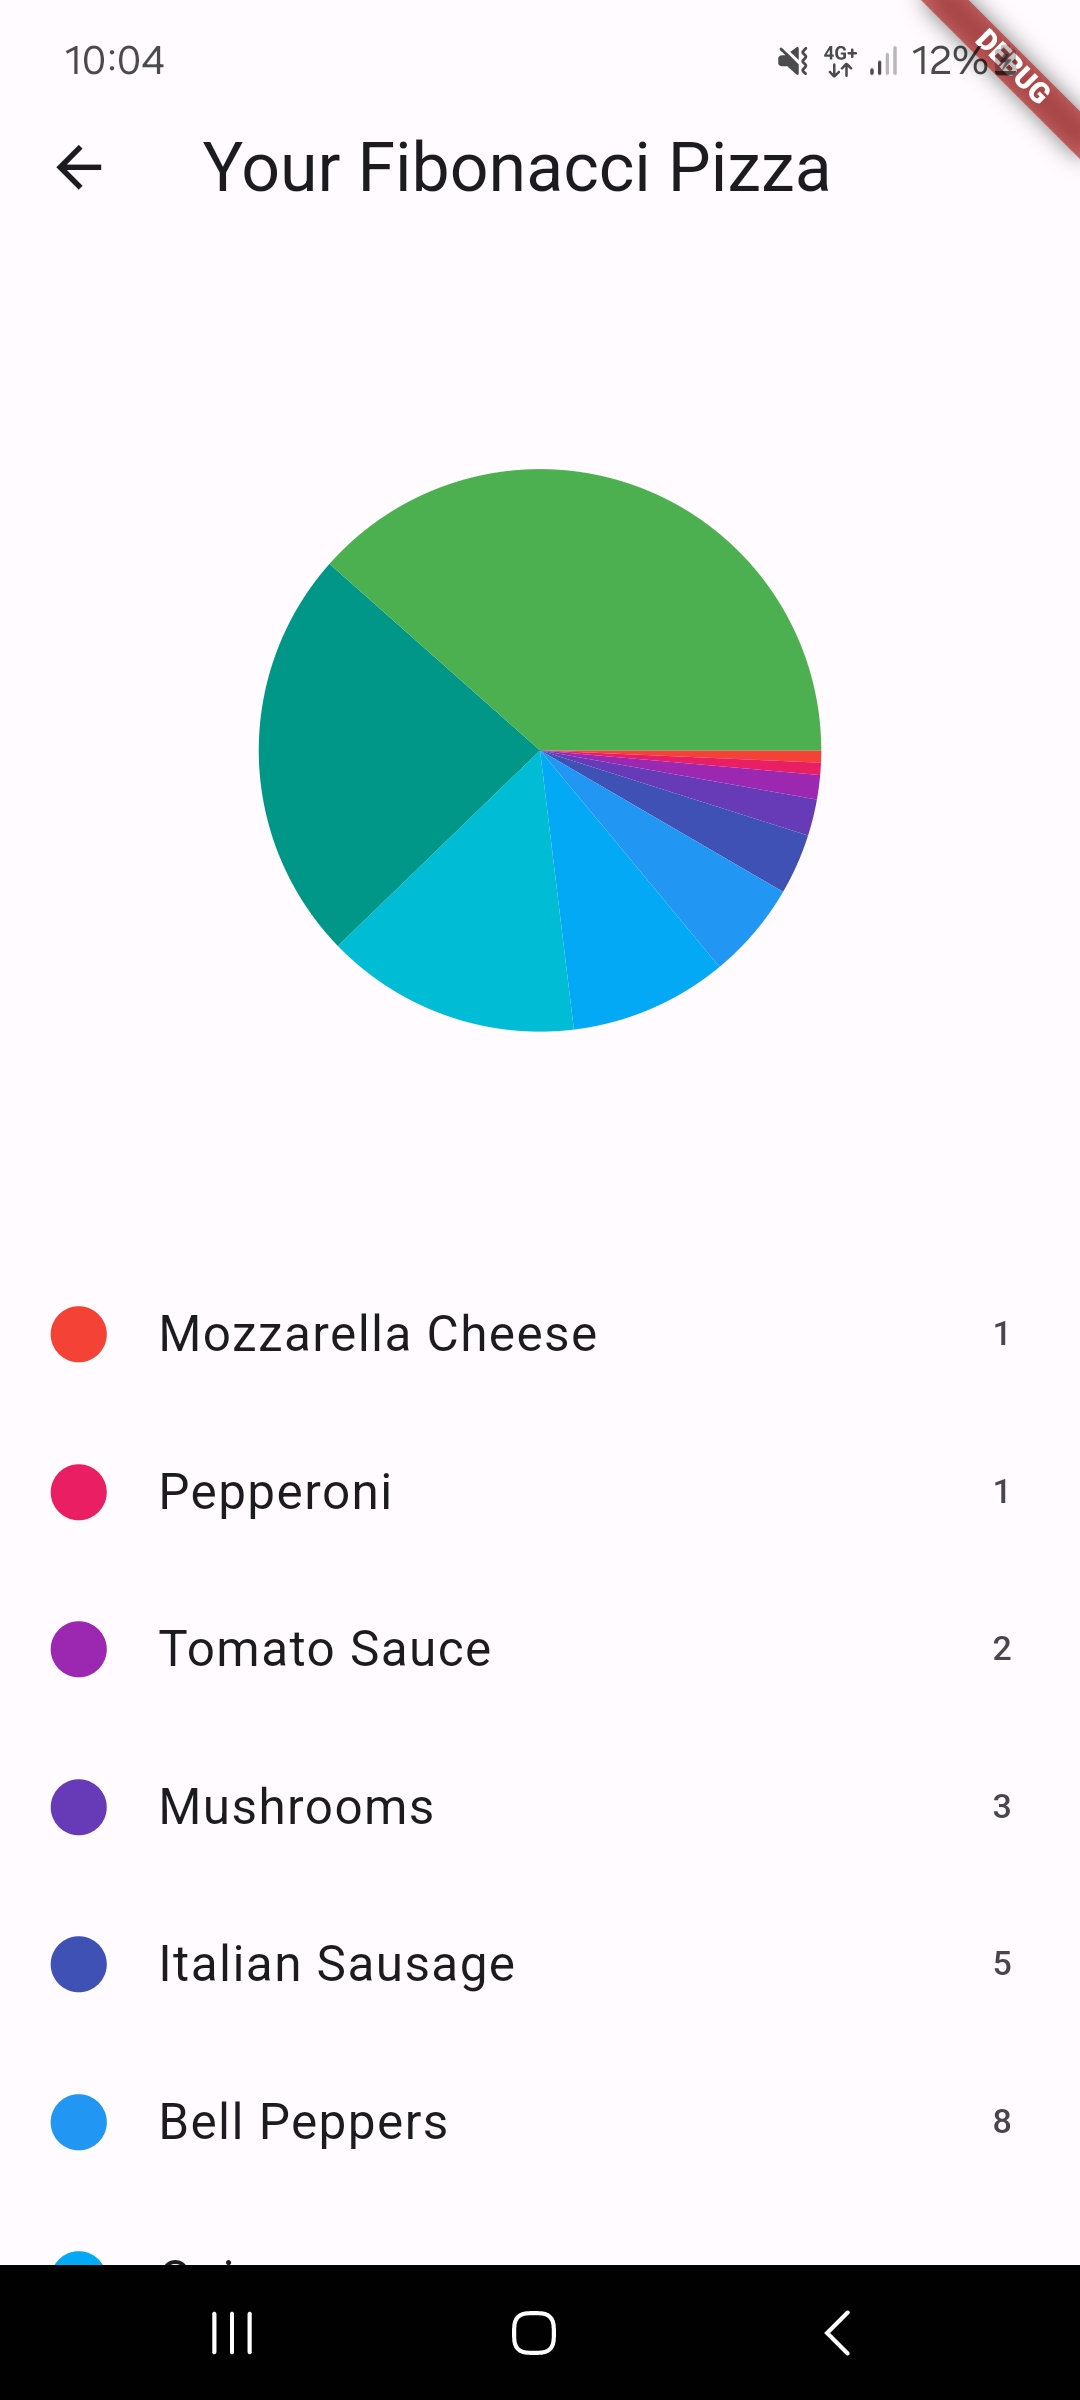 10:04
4G+
12%
DEBUG
Your Fibonacci Pizza
Mozzarella Cheese 1
Pepperoni 1
Tomato Sauce 2
Mushrooms 3
Italian Sausage 5
Bell Peppers 8